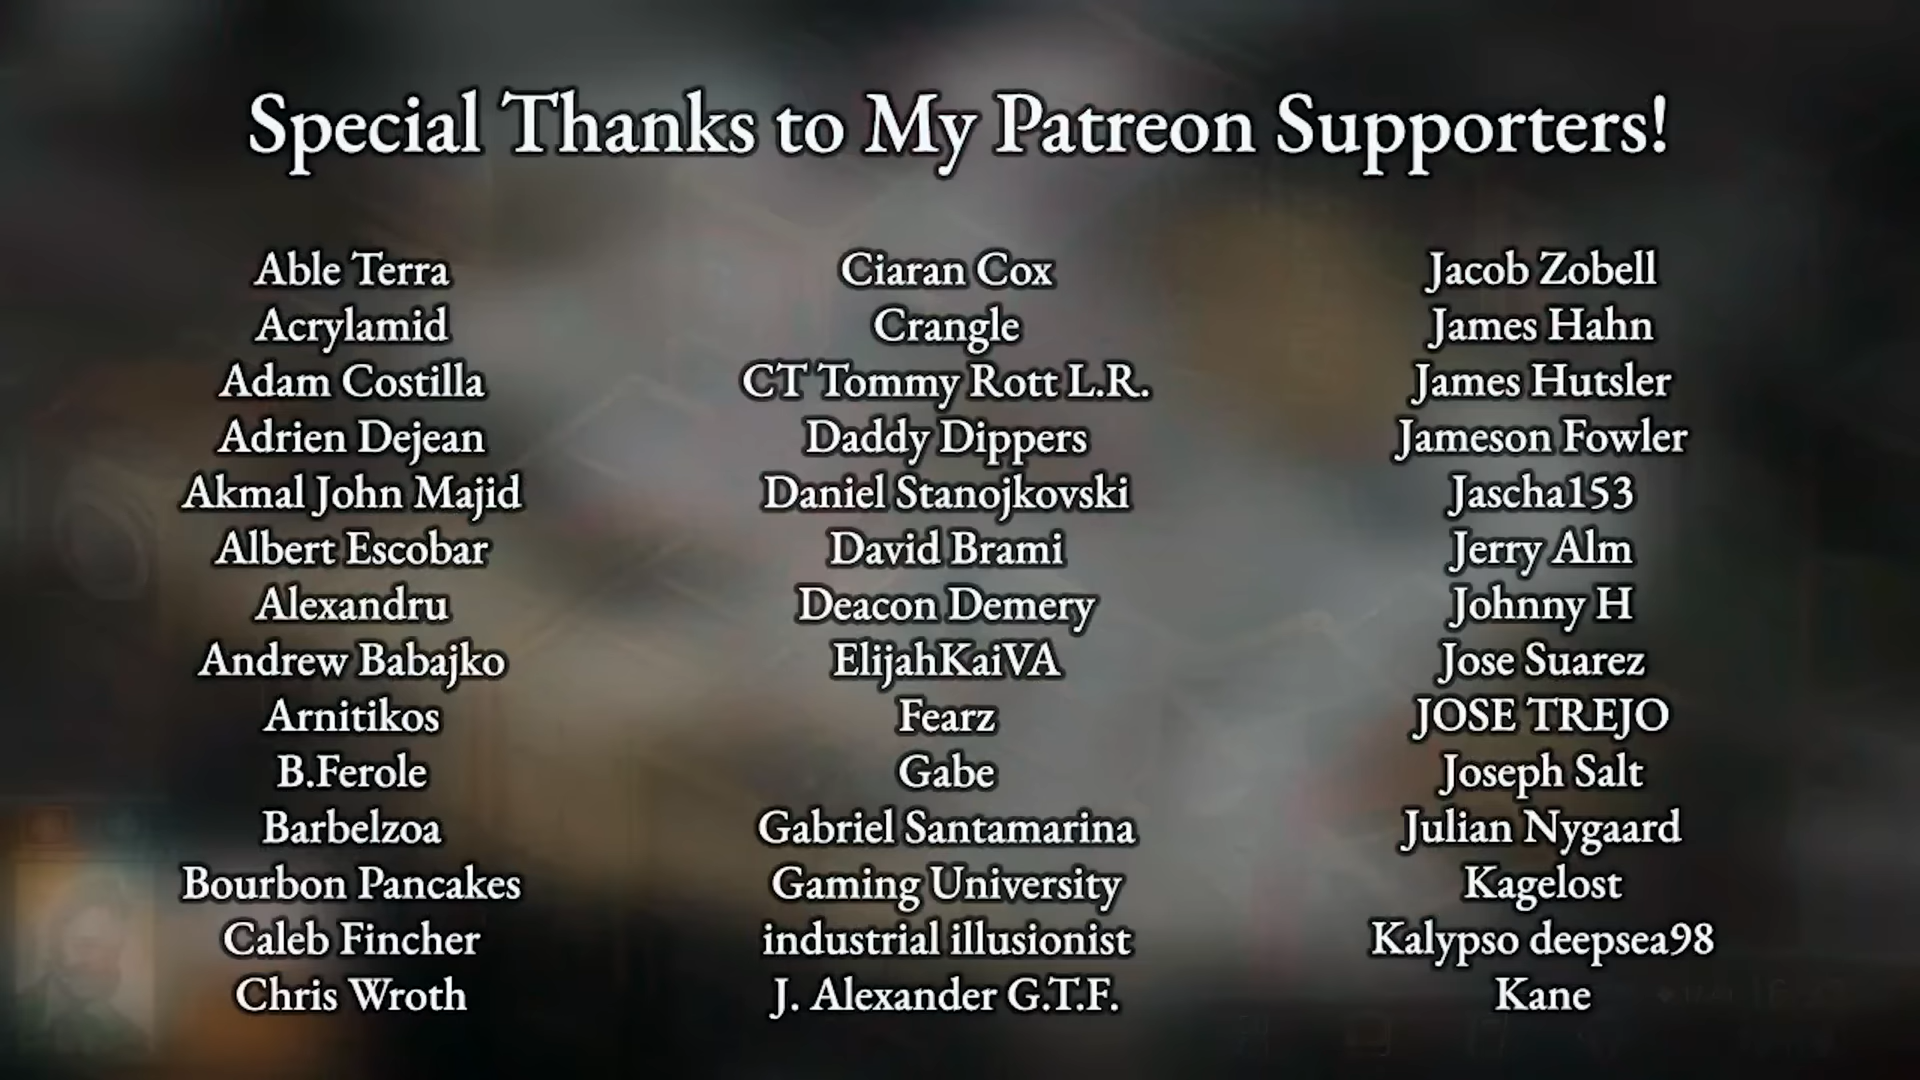 Special Thanks to My Patreon Supporters!
Able Terra
Acrylamid
Adam Costilla
Adrien Dejean
Akmal John Majid
Albert Escobar
Alexandru
Andrew Babajko
Arnitikos
B.Ferole
Barbelzoa
Bourbon Pancakes
Caleb Fincher
Chris Wroth
Ciaran Cox
Crangle
CT Tommy Rott L.R.
Daddy Dippers
Daniel Stanojkovski
David Brami
Deacon Demery
ElijahKaiVA
Fearz
Gabe
Gabriel Santamarina
Gaming University
industrial illusionist
J. Alexander G.T.F.
Jacob Zobell
James Hahn
James Hutsler
Jameson Fowler
Jascha153
Jerry Alm
Johnny H
Jose Suarez
JOSE TREJO
Joseph Salt
Julian Nygaard
Kagelost
Kalypso deepsea98
Kane